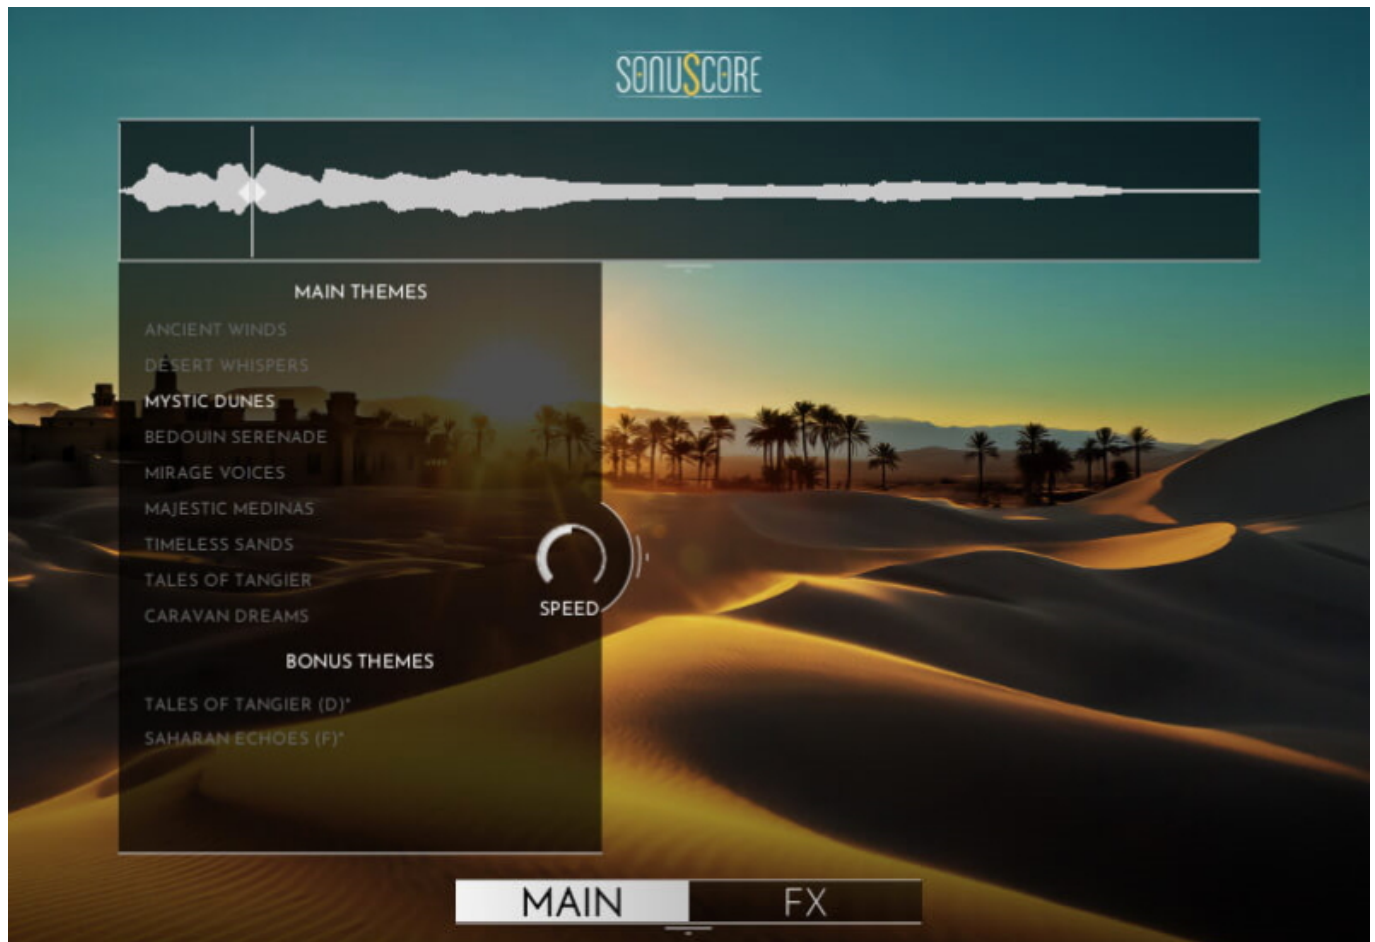 SONUSCORE
MAIN THEMES
ANCIENT WINDS
DESERT WHISPERS
MYSTIC DUNES
BEDOUIN SERENADE
MIRAGE VOICES
MAJESTIC MEDINAS
TIMELESS SANDS
TALES OF TANGIER
CARAVAN DREAMS
SPEED
BONUS THEMES
TALES OF TANGIER (D)*
SAHARAN ECHOES (F)*
MAIN FX